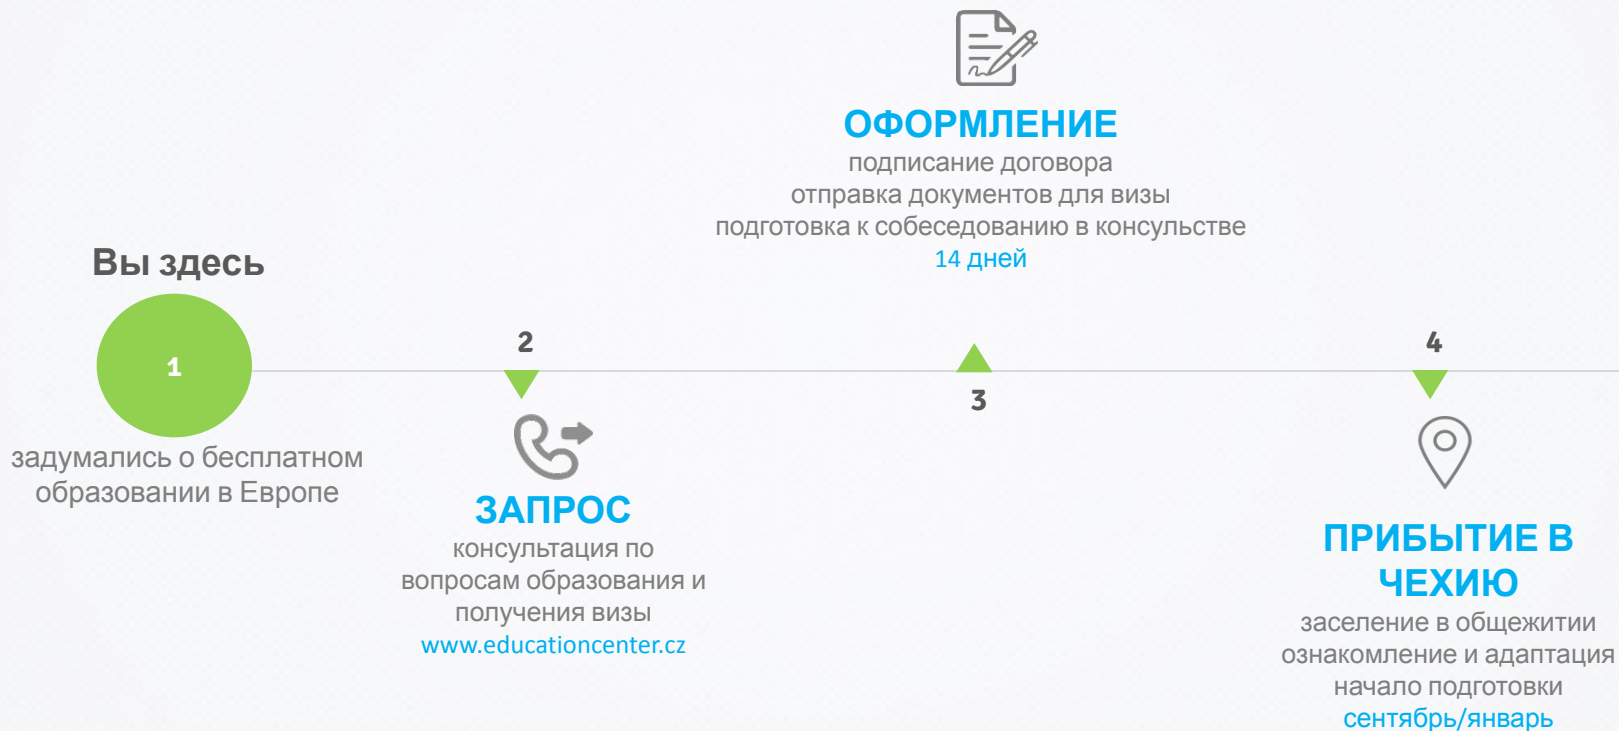 Вы здесь
1
задумались о бесплатном
образовании в Европе
2
ЗАПРОС
консультация по
вопросам образования и
получения визы
www.educationcenter.cz
ОФОРМЛЕНИЕ
подписание договора
отправка документов для визы
подготовка к собеседованию в консульстве
14 дней
3
4
ПРИБЫТИЕ В
ЧЕХИЮ
заселение в общежитии
ознакомление и адаптация
начало подготовки
сентябрь/январь